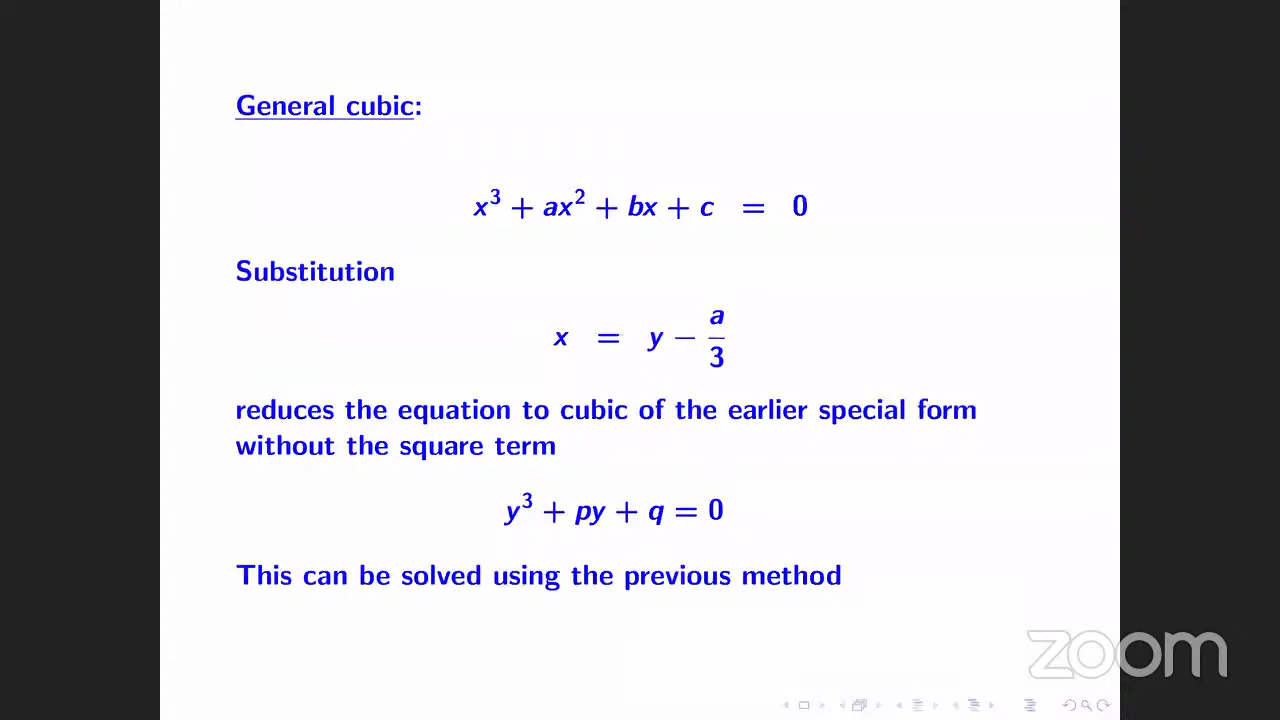 General cubic:
x³ + ax² + bx + c = 0
Substitution
x = y − a/3
reduces the equation to cubic of the earlier special form
without the square term
y³ + py + q = 0
This can be solved using the previous method
zoom